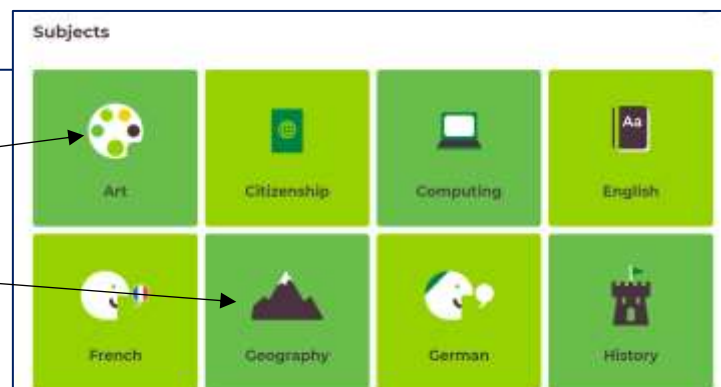 Subjects
Art Citizenship Computing Aa English
French Geography German History